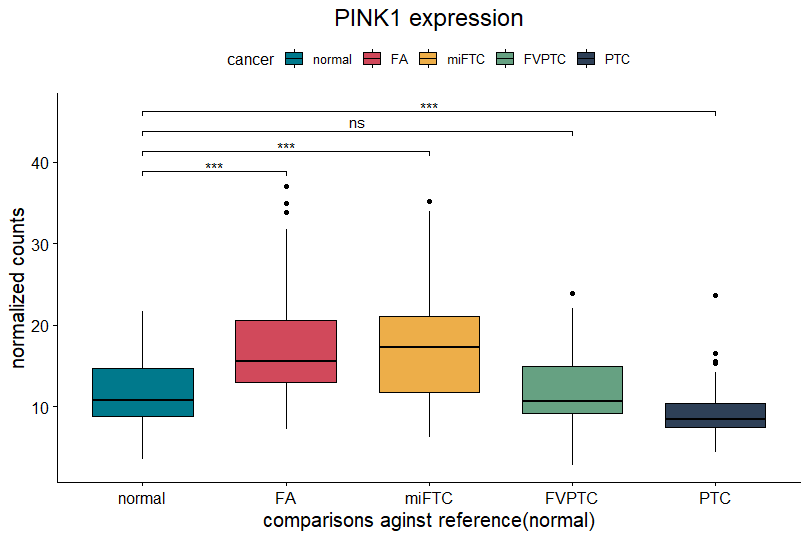 PINK1 expression
cancer normal FA miFTC FVPTC PTC
***
ns
***
***
40
30
20
10
normalized counts
normal FA miFTC FVPTC PTC
comparisons aginst reference(normal)